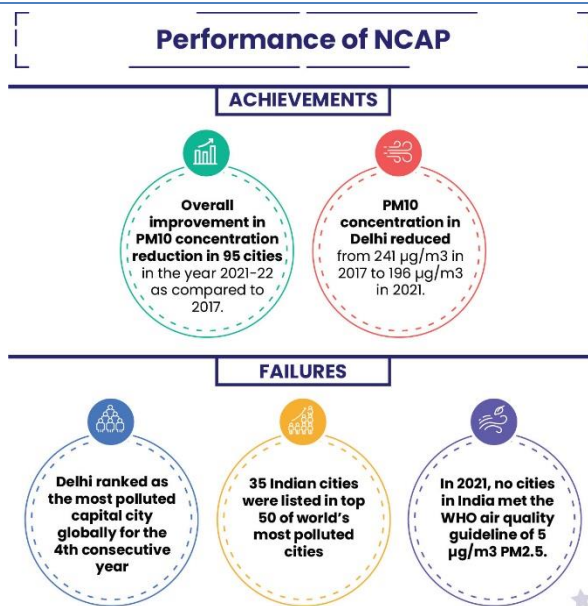 Performance of NCAP
ACHIEVEMENTS
Overall
improvement in
PM10 concentration
reduction in 95 cities
in the year 2021-22
as compared to
2017.
PM10
concentration in
Delhi reduced
from 241 µg/m3 in
2017 to 196 µg/m3
in 2021.
FAILURES
Delhi ranked as
the most polluted
capital city
globally for the
4th consecutive
year
35 Indian cities
were listed in top
50 of world's
most polluted
cities
In 2021, no cities
in India met the
WHO air quality
guideline of 5
µg/m3 PM2.5.